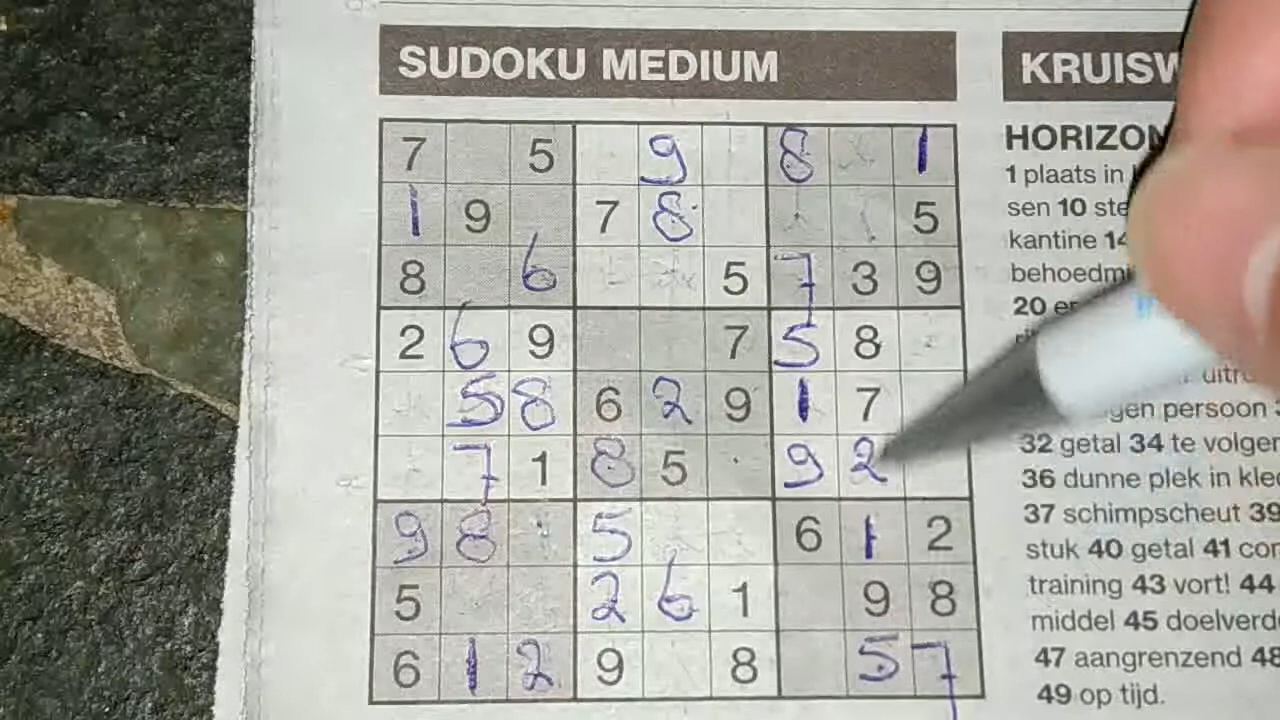 SUDOKU MEDIUM
KRUISW
7 5 9 8 1
1 9 7 8 5
8 6 5 7 3 9
2 6 9 7 5 8
5 8 6 2 9 1 7
7 1 8 5 9 2
9 8 5 6 1 2
5 2 6 1 9 8
6 1 2 9 8 5 7
HORIZON
1 plaats in
sen 10 ste
kantine 14
behoedmi
20 er
gen persoon
32 getal 34 te volgen
36 dunne plek in kle
37 schimpscheut 39
stuk 40 getal 41 con
training 43 vort! 44
middel 45 doelverd
47 aangrenzend 48
49 op tijd.